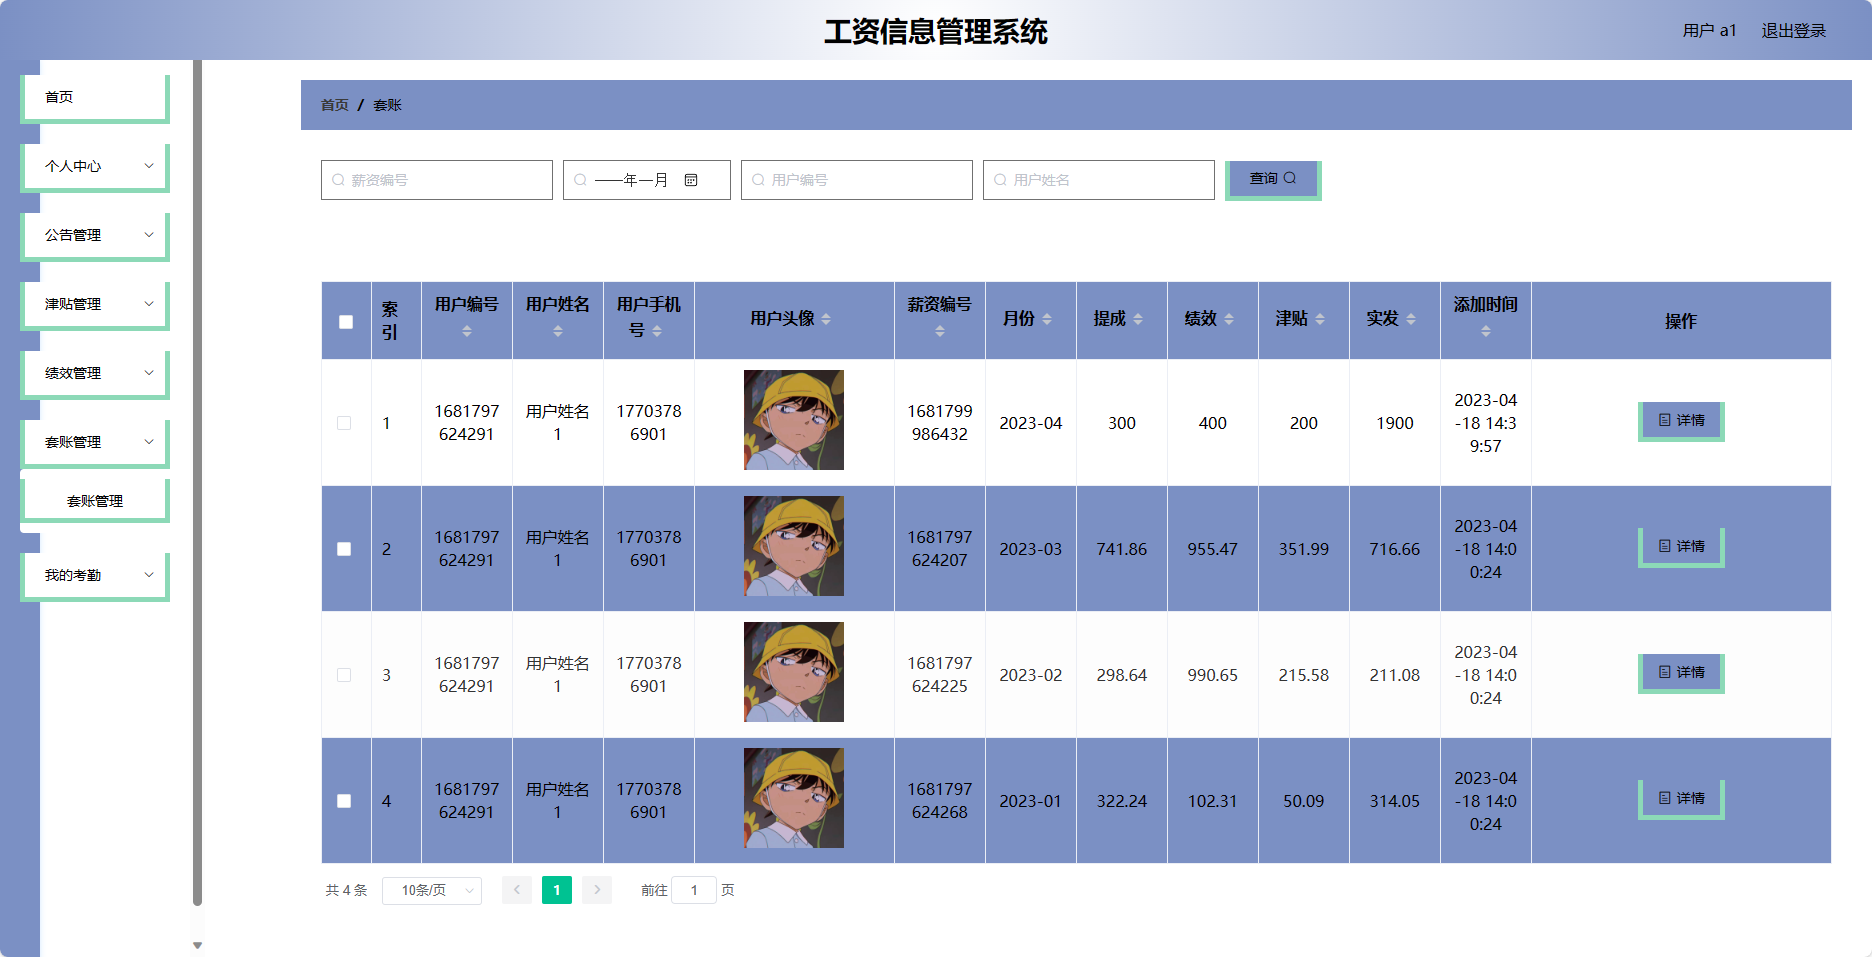 工资信息管理系统
用户 a1 退出登录
首页
个人中心
公告管理
津贴管理
绩效管理
套账管理
套账管理
我的考勤
首页 / 套账
薪资编号
——年—月
用户编号
用户姓名
查询
索引 用户编号 用户姓名 用户手机号 用户头像 薪资编号 月份 提成 绩效 津贴 实发 添加时间 操作
1 1681797624291 用户姓名1 17703786901 1681799986432 2023-04 300 400 200 1900 2023-04-18 14:39:57 详情
2 1681797624291 用户姓名1 17703786901 1681797624207 2023-03 741.86 955.47 351.99 716.66 2023-04-18 14:00:24 详情
3 1681797624291 用户姓名1 17703786901 1681797624225 2023-02 298.64 990.65 215.58 211.08 2023-04-18 14:00:24 详情
4 1681797624291 用户姓名1 17703786901 1681797624268 2023-01 322.24 102.31 50.09 314.05 2023-04-18 14:00:24 详情
共 4 条 10条/页 1 前往 1 页